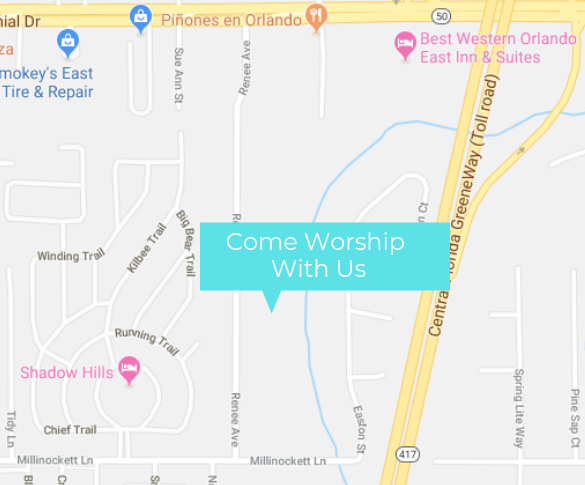 nial Dr
Piñones en Orlando
50
za
Best Western Orlando
East Inn & Suites
mokey's East
Tire & Repair
Sue Ann St
Renee Ave
Central Florida GreeneWay (Toll road)
n Ct
Big Bear Trail
Kilbee Trail
Winding Trail
Come Worship
With Us
Running Trail
Shadow Hills
Renee Ave
Easton St
Spring Lite Way
Pine Sap Ct
Tidy Ln
Chief Trail
Millinockett Ln
Millinockett Ln
417